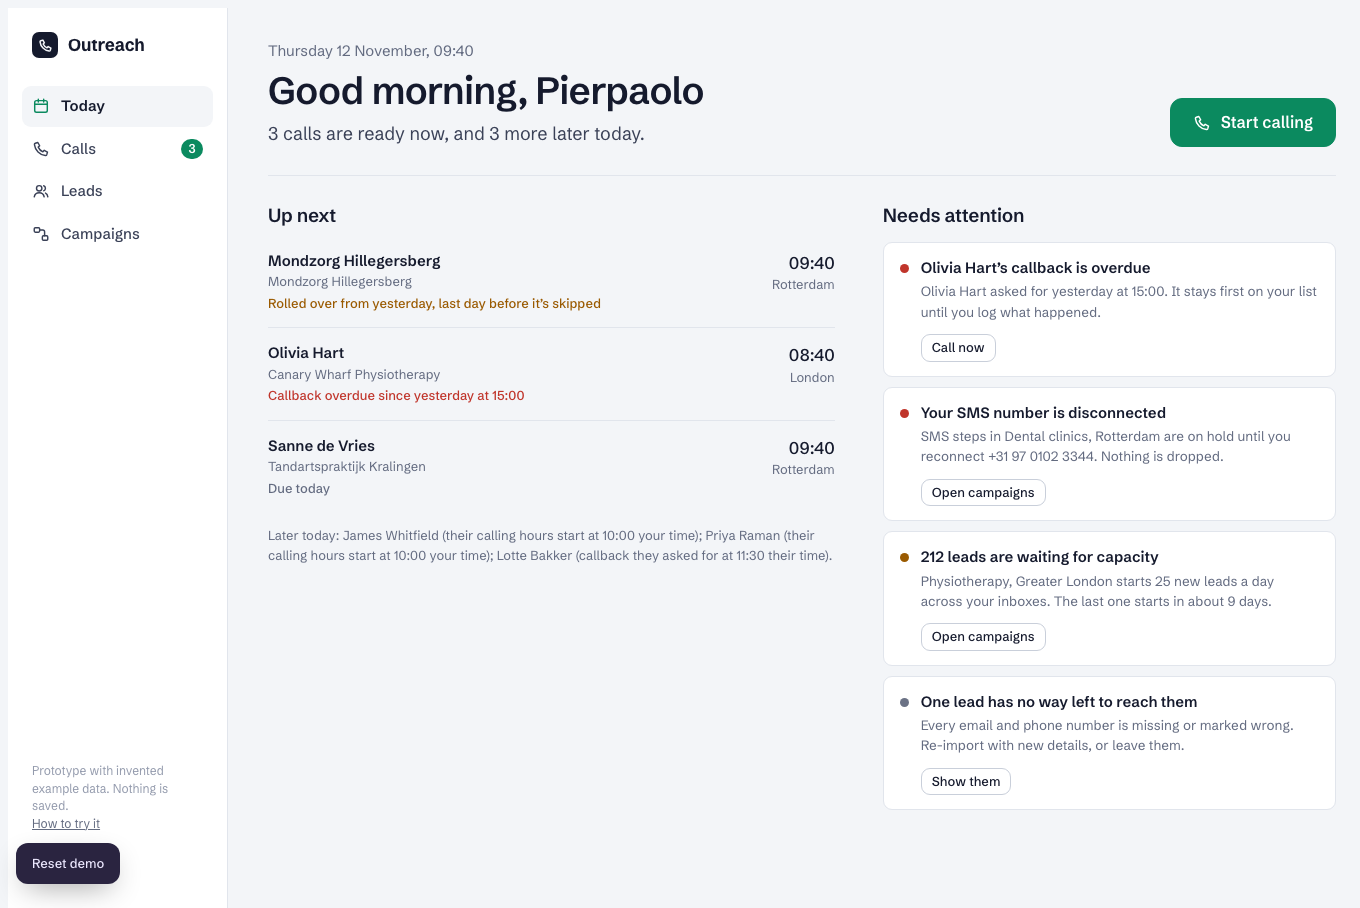 Outreach
Today
Calls
3
Leads
Campaigns
Prototype with invented
example data. Nothing is
saved.
How to try it
Reset demo
Thursday 12 November, 09:40
Good morning, Pierpaolo
3 calls are ready now, and 3 more later today.
Start calling
Up next
Mondzorg Hillegersberg
09:40
Mondzorg Hillegersberg
Rotterdam
Rolled over from yesterday, last day before it’s skipped
Olivia Hart
08:40
Canary Wharf Physiotherapy
London
Callback overdue since yesterday at 15:00
Sanne de Vries
09:40
Tandartspraktijk Kralingen
Rotterdam
Due today
Later today: James Whitfield (their calling hours start at 10:00 your time); Priya Raman (their
calling hours start at 10:00 your time); Lotte Bakker (callback they asked for at 11:30 their time).
Needs attention
Olivia Hart’s callback is overdue
Olivia Hart asked for yesterday at 15:00. It stays first on your list
until you log what happened.
Call now
Your SMS number is disconnected
SMS steps in Dental clinics, Rotterdam are on hold until you
reconnect +31 97 0102 3344. Nothing is dropped.
Open campaigns
212 leads are waiting for capacity
Physiotherapy, Greater London starts 25 new leads a day
across your inboxes. The last one starts in about 9 days.
Open campaigns
One lead has no way left to reach them
Every email and phone number is missing or marked wrong.
Re-import with new details, or leave them.
Show them